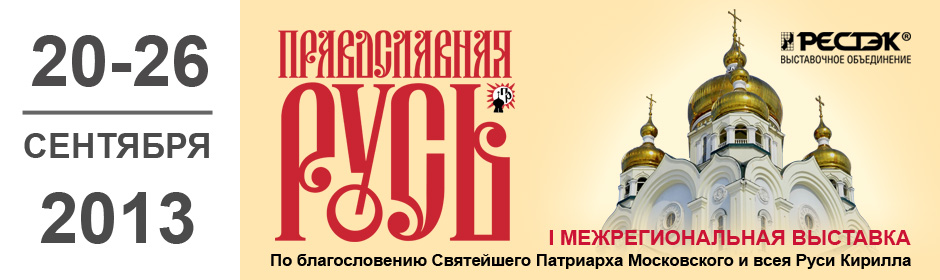 20-26
СЕНТЯБРЯ
2013
ПРАВОСЛАВНАЯ
РУСЬ
РЕСТЭК®
ВЫСТАВОЧНОЕ ОБЪЕДИНЕНИЕ
I МЕЖРЕГИОНАЛЬНАЯ ВЫСТАВКА
По благословению Святейшего Патриарха Московского и всея Руси Кирилла